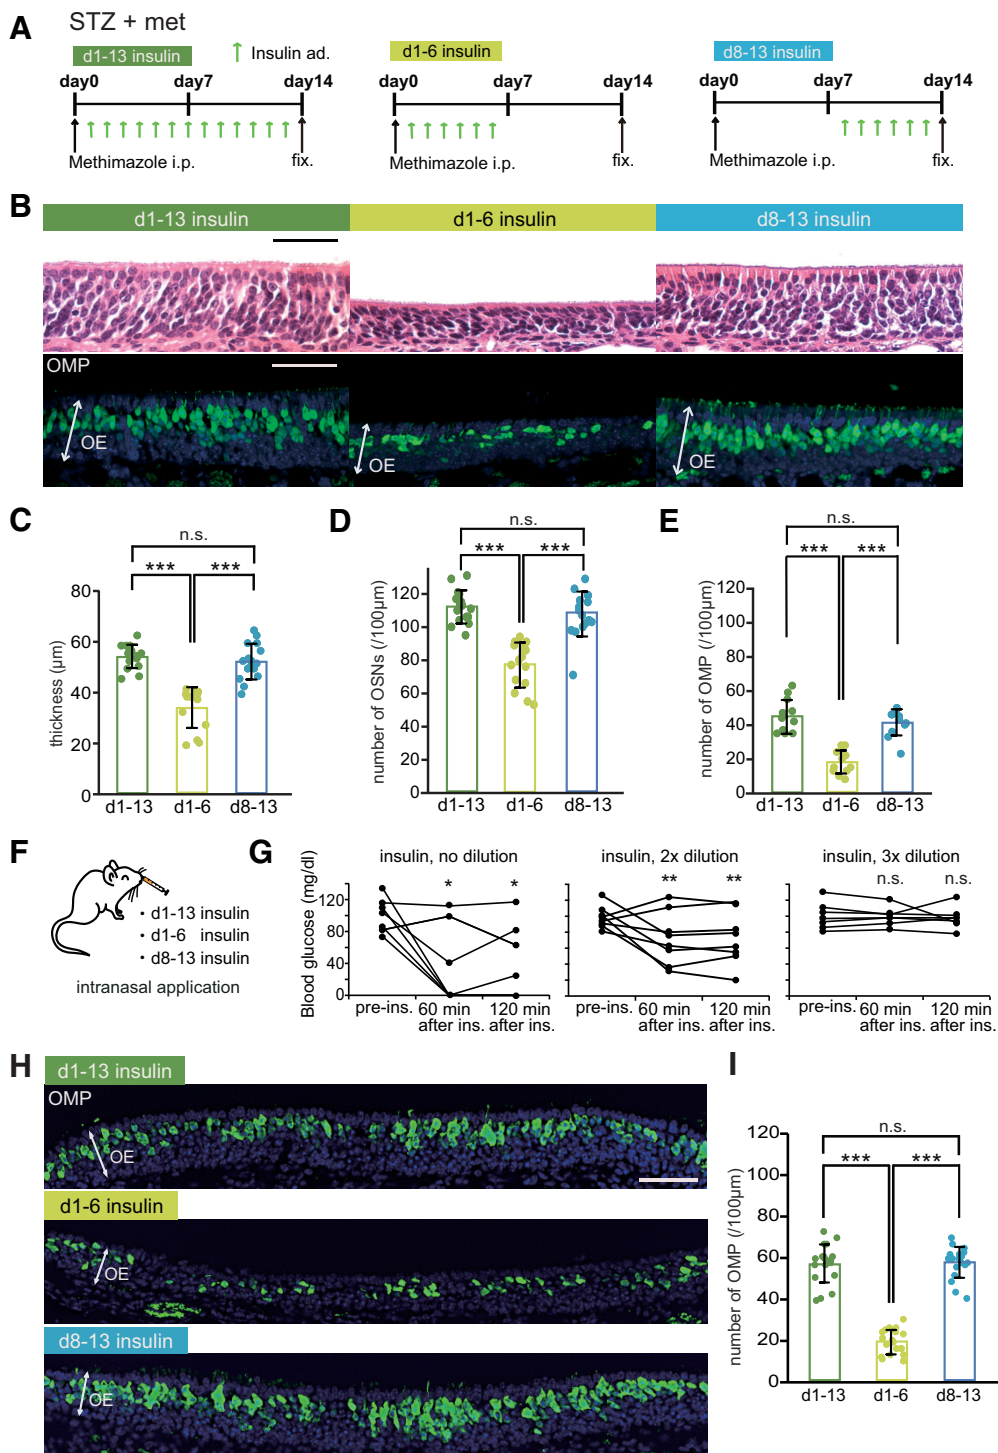 A
STZ + met
d1-13 insulin
Insulin ad.
day0 day7 day14
Methimazole i.p. fix.
d1-6 insulin
day0 day7 day14
Methimazole i.p. fix.
d8-13 insulin
day0 day7 day14
Methimazole i.p. fix.
B
d1-13 insulin d1-6 insulin d8-13 insulin
OMP
OE OE OE
C
n.s.
*** ***
thickness (μm)
80
60
40
20
0
d1-13 d1-6 d8-13
D
n.s.
*** ***
number of OSNs (/100μm)
120
100
80
60
40
20
0
d1-13 d1-6 d8-13
E
n.s.
*** ***
number of OMP (/100μm)
120
100
80
60
40
20
0
d1-13 d1-6 d8-13
F
• d1-13 insulin
• d1-6 insulin
• d8-13 insulin
intranasal application
G
Blood glucose (mg/dl)
120
80
40
0
insulin, no dilution
* *
pre-ins. 60 min after ins. 120 min after ins.
insulin, 2x dilution
** **
pre-ins. 60 min after ins. 120 min after ins.
insulin, 3x dilution
n.s. n.s.
pre-ins. 60 min after ins. 120 min after ins.
H
d1-13 insulin
OMP
OE
d1-6 insulin
OE
d8-13 insulin
OE
I
n.s.
*** ***
number of OMP (/100μm)
120
100
80
60
40
20
0
d1-13 d1-6 d8-13